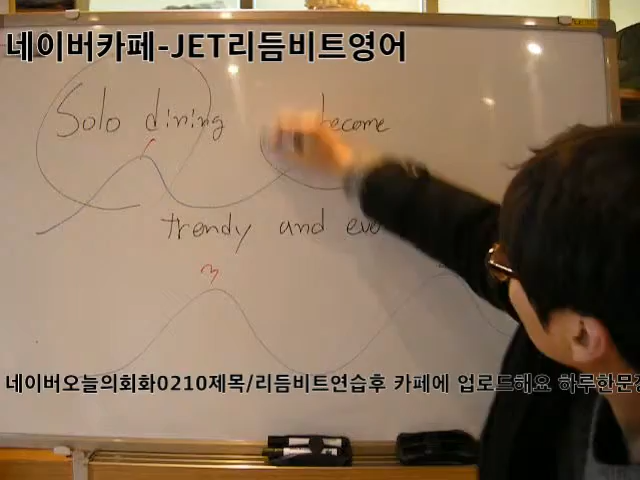 네이버카페-JET리듬비트영어
Solo dining become
trendy and
3
네이버오늘의회화0210제목/리듬비트연습후 카페에 업로드해요 하루한문장